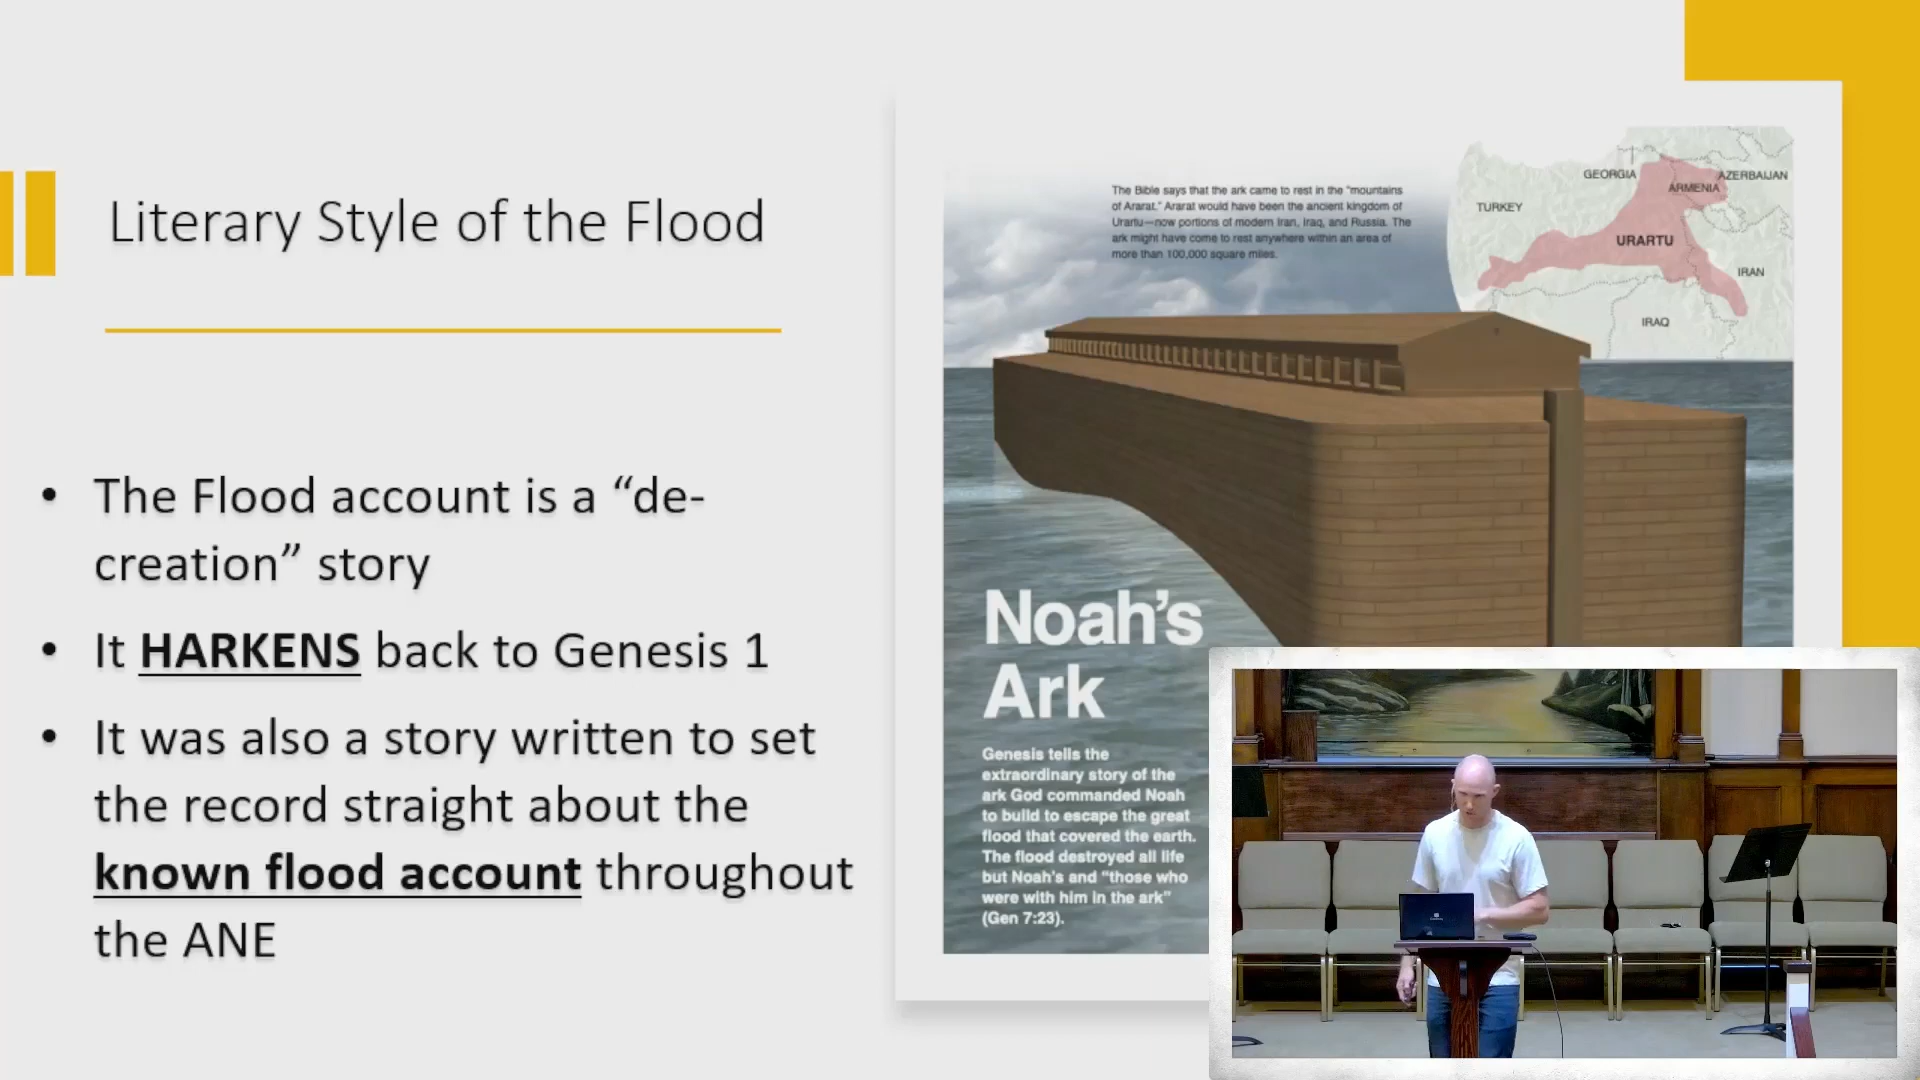 Literary Style of the Flood
• The Flood account is a “de-
creation” story
• It HARKENS back to Genesis 1
• It was also a story written to set
the record straight about the
known flood account throughout
the ANE
The Bible says that the ark came to rest in the “mountains
of Ararat.” Ararat would have been the ancient kingdom of
Urartu—now portions of modern Iran, Iraq, and Russia. The
ark might have come to rest anywhere within an area of
more than 100,000 square miles.
GEORGIA
ARMENIA
AZERBAIJAN
TURKEY
URARTU
IRAN
IRAQ
Noah’s
Ark
Genesis tells the
extraordinary story of the
ark God commanded Noah
to build to escape the great
flood that covered the earth.
The flood destroyed all life
but Noah’s and “those who
were with him in the ark”
(Gen 7:23).